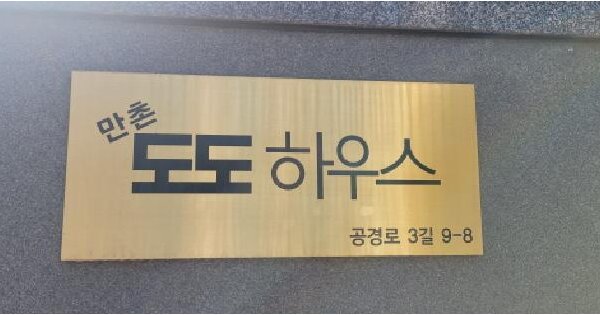 만촌
도도하우스
공경로 3길 9-8